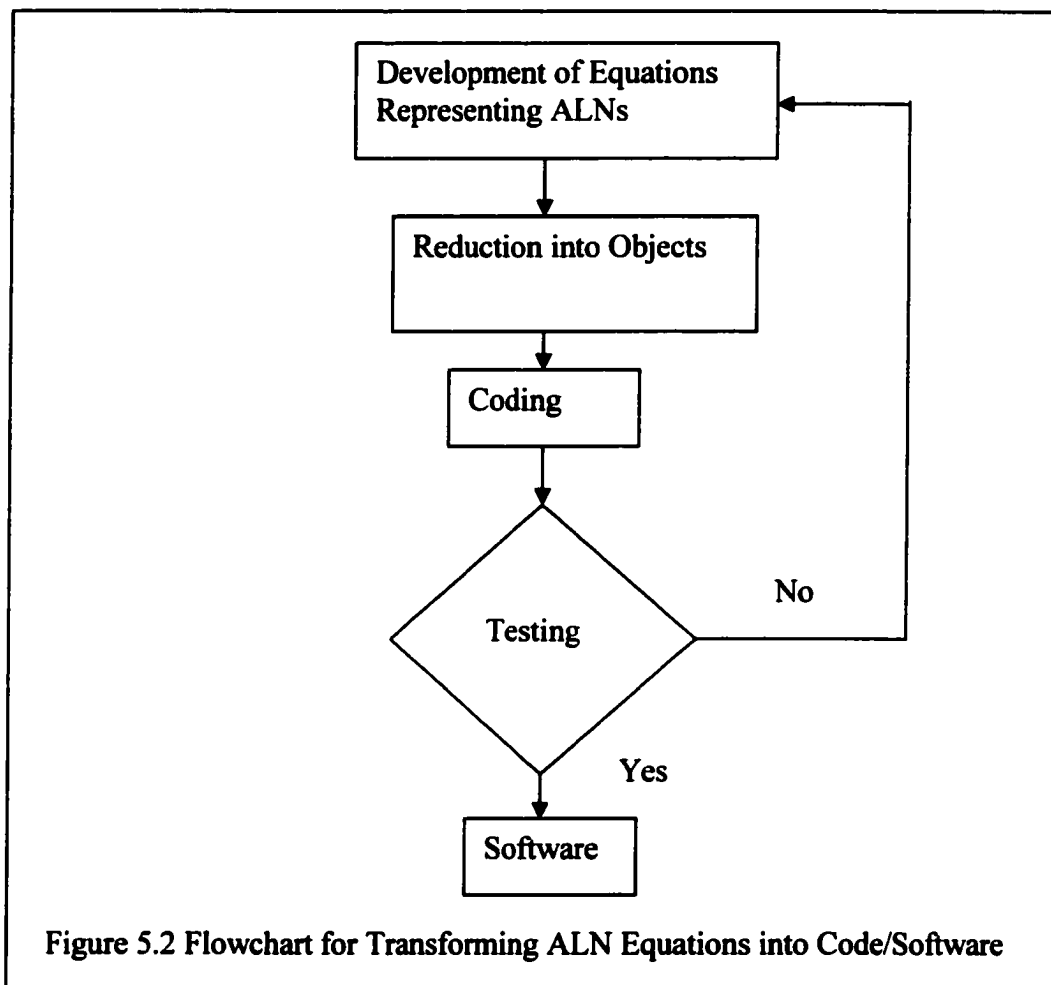 Development of Equations
Representing ALNs
Reduction into Objects
Coding
Testing
No
Yes
Software
Figure 5.2 Flowchart for Transforming ALN Equations into Code/Software